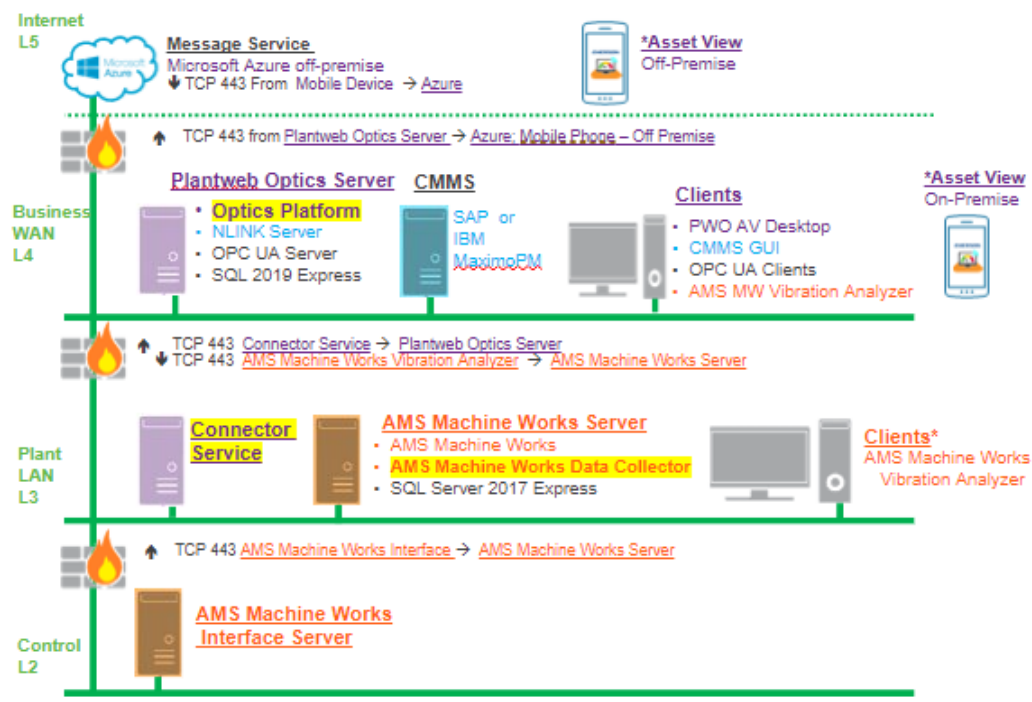 Internet
L5
Message Service
Microsoft Azure off-premise
TCP 443 From Mobile Device → Azure
Microsoft
Azure
*Asset View
Off-Premise
TCP 443 from Plantweb Optics Server → Azure; Mobile Phone – Off Premise
Business
WAN
L4
Plantweb Optics Server
• Optics Platform
• NLINK Server
• OPC UA Server
• SQL 2019 Express
CMMS
SAP or
IBM
MaximoPM
Clients
• PWO AV Desktop
• CMMS GUI
• OPC UA Clients
• AMS MW Vibration Analyzer
*Asset View
On-Premise
TCP 443 Connector Service → Plantweb Optics Server
TCP 443 AMS Machine Works Vibration Analyzer → AMS Machine Works Server
Plant
LAN
L3
Connector
Service
AMS Machine Works Server
• AMS Machine Works
• AMS Machine Works Data Collector
• SQL Server 2017 Express
Clients*
AMS Machine Works
Vibration Analyzer
TCP 443 AMS Machine Works Interface → AMS Machine Works Server
Control
L2
AMS Machine Works
Interface Server